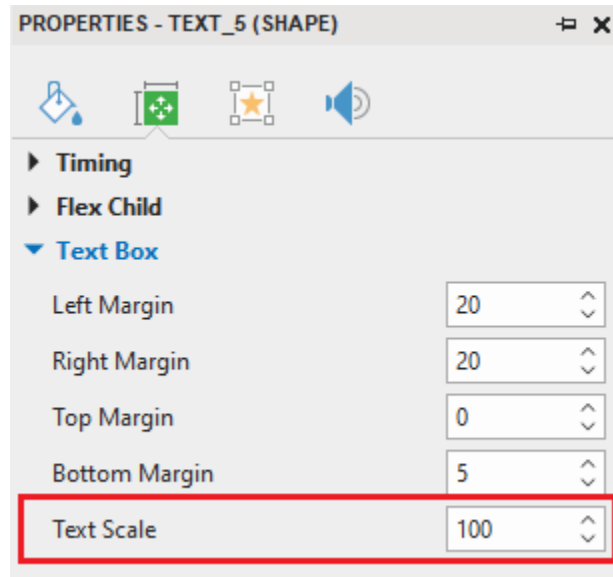 PROPERTIES - TEXT_5 (SHAPE)
Timing
Flex Child
Text Box
Left Margin 20
Right Margin 20
Top Margin 0
Bottom Margin 5
Text Scale 100